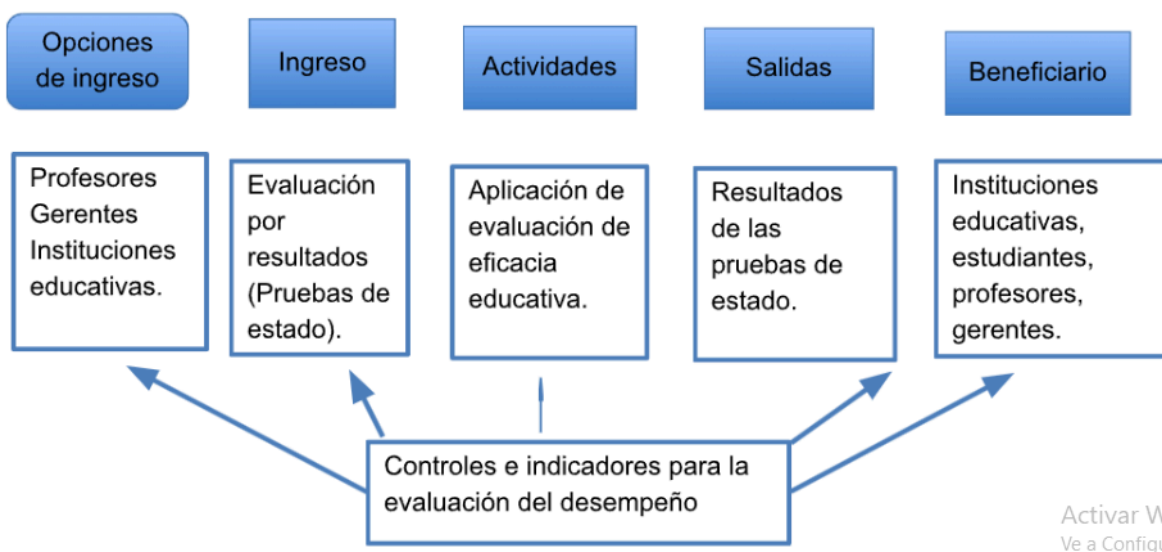 Opciones
de ingreso
Ingreso
Actividades
Salidas
Beneficiario
Profesores
Gerentes
Instituciones
educativas.
Evaluación
por
resultados
(Pruebas de
estado).
Aplicación de
evaluación de
eficacia
educativa.
Resultados
de las
pruebas de
estado.
Instituciones
educativas,
estudiantes,
profesores,
gerentes.
Controles e indicadores para la
evaluación del desempeño
Activar W
Ve a Configu